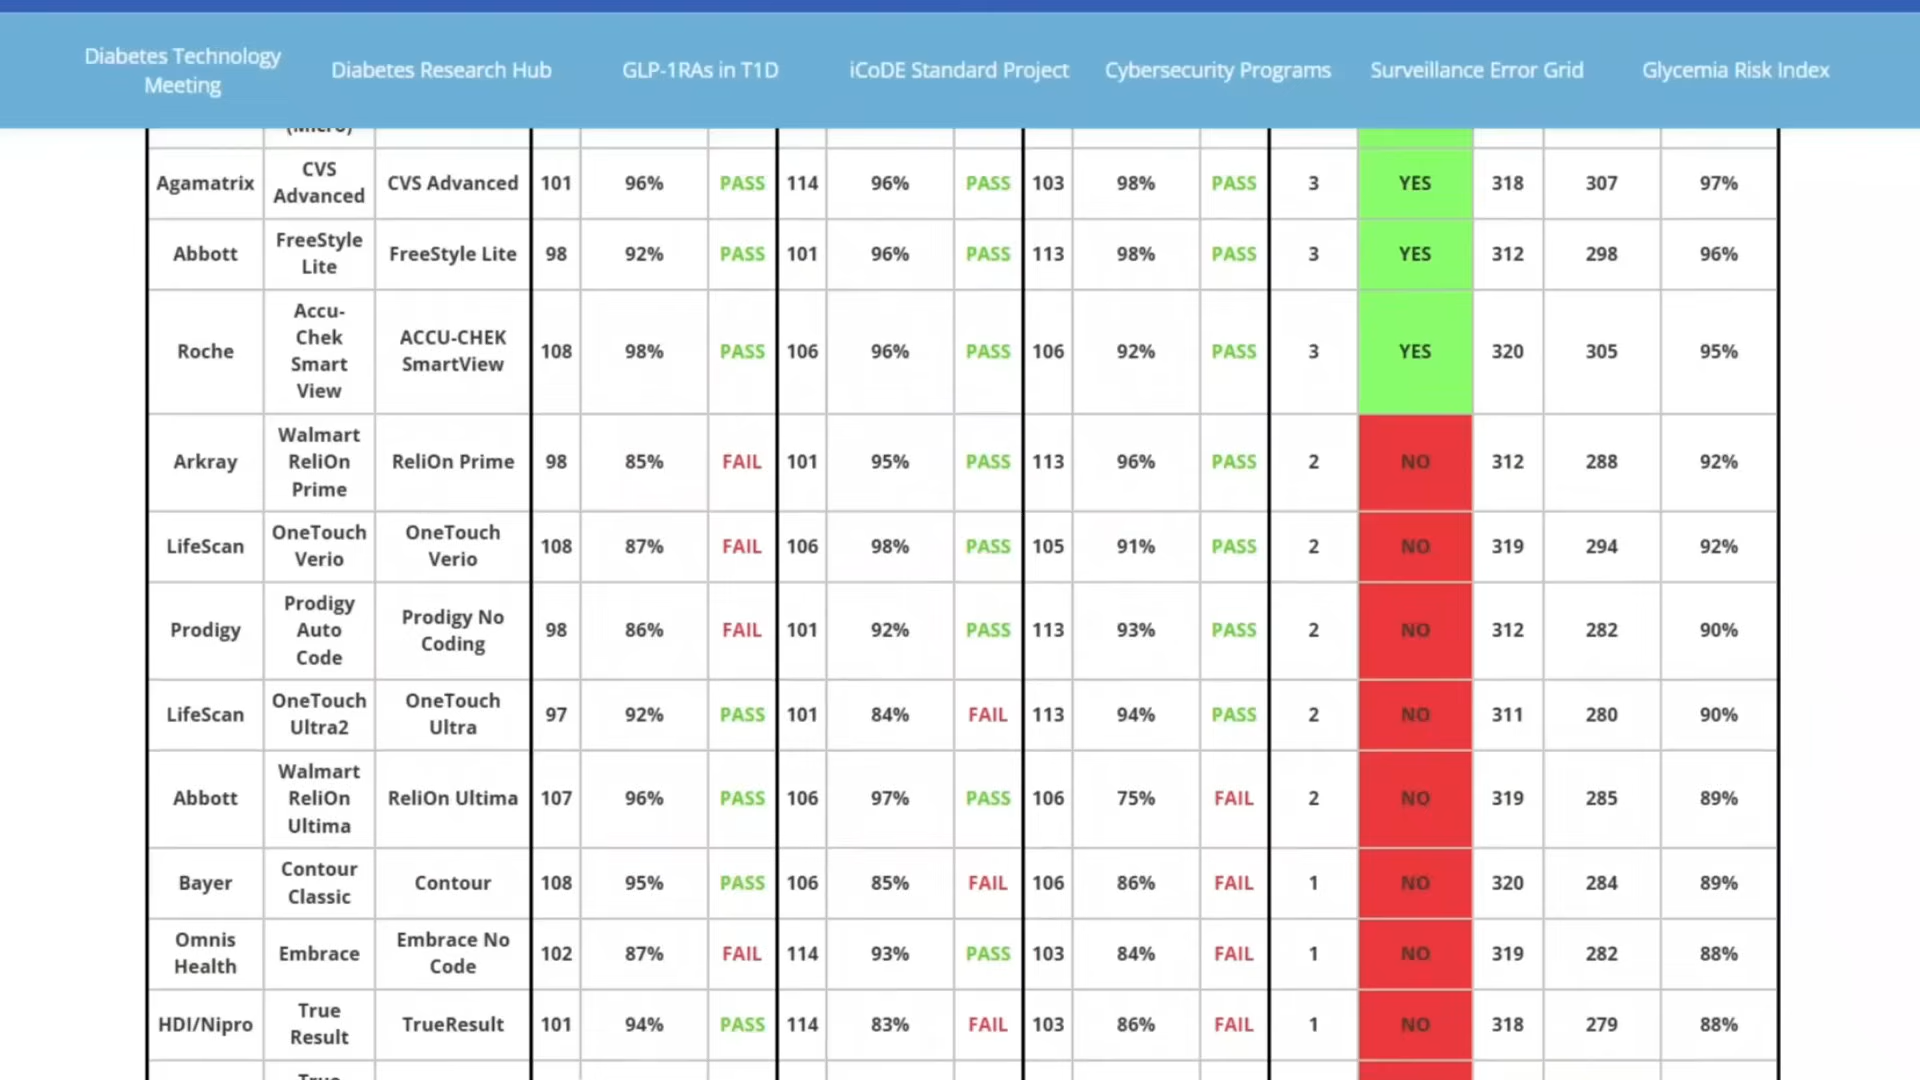 Diabetes Technology
Meeting
Diabetes Research Hub
GLP-1RAs in T1D
iCoDE Standard Project
Cybersecurity Programs
Surveillance Error Grid
Glycemia Risk Index
(Micro)
Agamatrix
CVS
Advanced
CVS Advanced
101
96%
PASS
114
96%
PASS
103
98%
PASS
3
YES
318
307
97%
Abbott
FreeStyle
Lite
FreeStyle Lite
98
92%
PASS
101
96%
PASS
113
98%
PASS
3
YES
312
298
96%
Roche
Accu-
Chek
Smart
View
ACCU-CHEK
SmartView
108
98%
PASS
106
96%
PASS
106
92%
PASS
3
YES
320
305
95%
Arkray
Walmart
ReliOn
Prime
ReliOn Prime
98
85%
FAIL
101
95%
PASS
113
96%
PASS
2
NO
312
288
92%
LifeScan
OneTouch
Verio
OneTouch
Verio
108
87%
FAIL
106
98%
PASS
105
91%
PASS
2
NO
319
294
92%
Prodigy
Prodigy
Auto
Code
Prodigy No
Coding
98
86%
FAIL
101
92%
PASS
113
93%
PASS
2
NO
312
282
90%
LifeScan
OneTouch
Ultra2
OneTouch
Ultra
97
92%
PASS
101
84%
FAIL
113
94%
PASS
2
NO
311
280
90%
Abbott
Walmart
ReliOn
Ultima
ReliOn Ultima
107
96%
PASS
106
97%
PASS
106
75%
FAIL
2
NO
319
285
89%
Bayer
Contour
Classic
Contour
108
95%
PASS
106
85%
FAIL
106
86%
FAIL
1
NO
320
284
89%
Omnis
Health
Embrace
Embrace No
Code
102
87%
FAIL
114
93%
PASS
103
84%
FAIL
1
NO
319
282
88%
HDI/Nipro
True
Result
TrueResult
101
94%
PASS
114
83%
FAIL
103
86%
FAIL
1
NO
318
279
88%
True